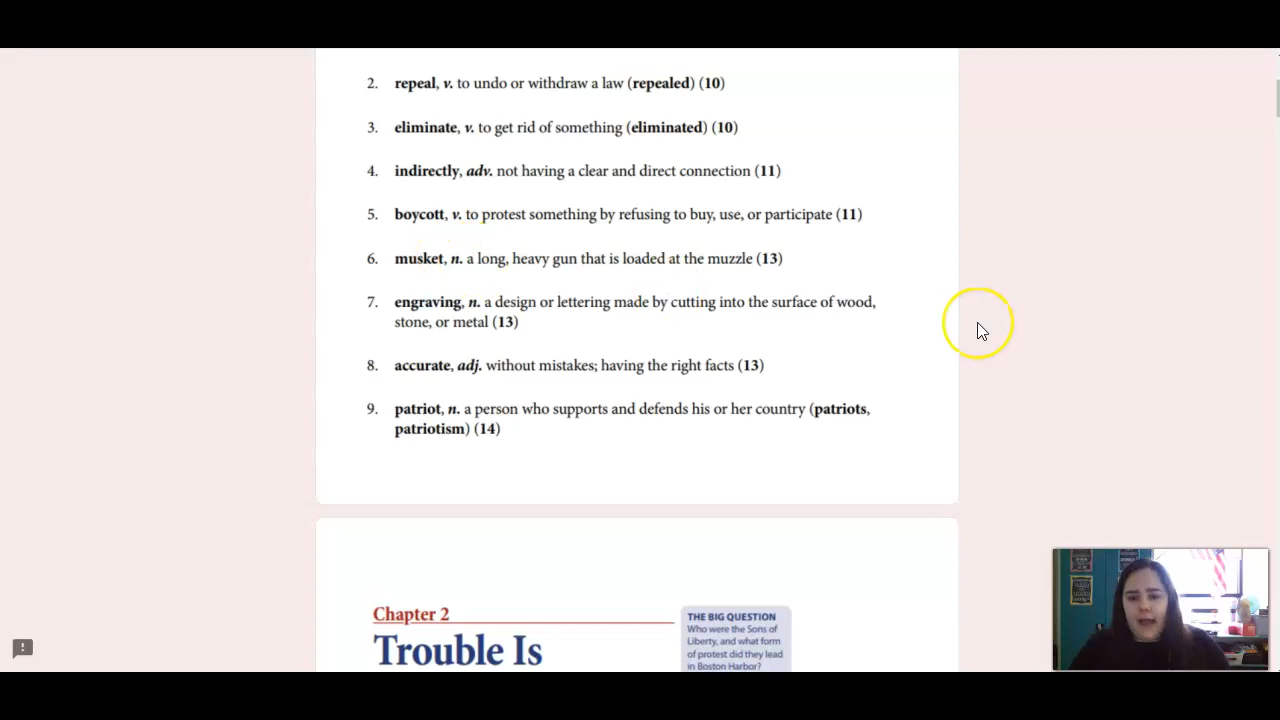 2. repeal, v. to undo or withdraw a law (repealed) (10)
3. eliminate, v. to get rid of something (eliminated) (10)
4. indirectly, adv. not having a clear and direct connection (11)
5. boycott, v. to protest something by refusing to buy, use, or participate (11)
6. musket, n. a long, heavy gun that is loaded at the muzzle (13)
7. engraving, n. a design or lettering made by cutting into the surface of wood,
stone, or metal (13)
8. accurate, adj. without mistakes; having the right facts (13)
9. patriot, n. a person who supports and defends his or her country (patriots,
patriotism) (14)
Chapter 2
Trouble Is
THE BIG QUESTION
Who were the Sons of
Liberty, and what form
of protest did they lead
in Boston Harbor?